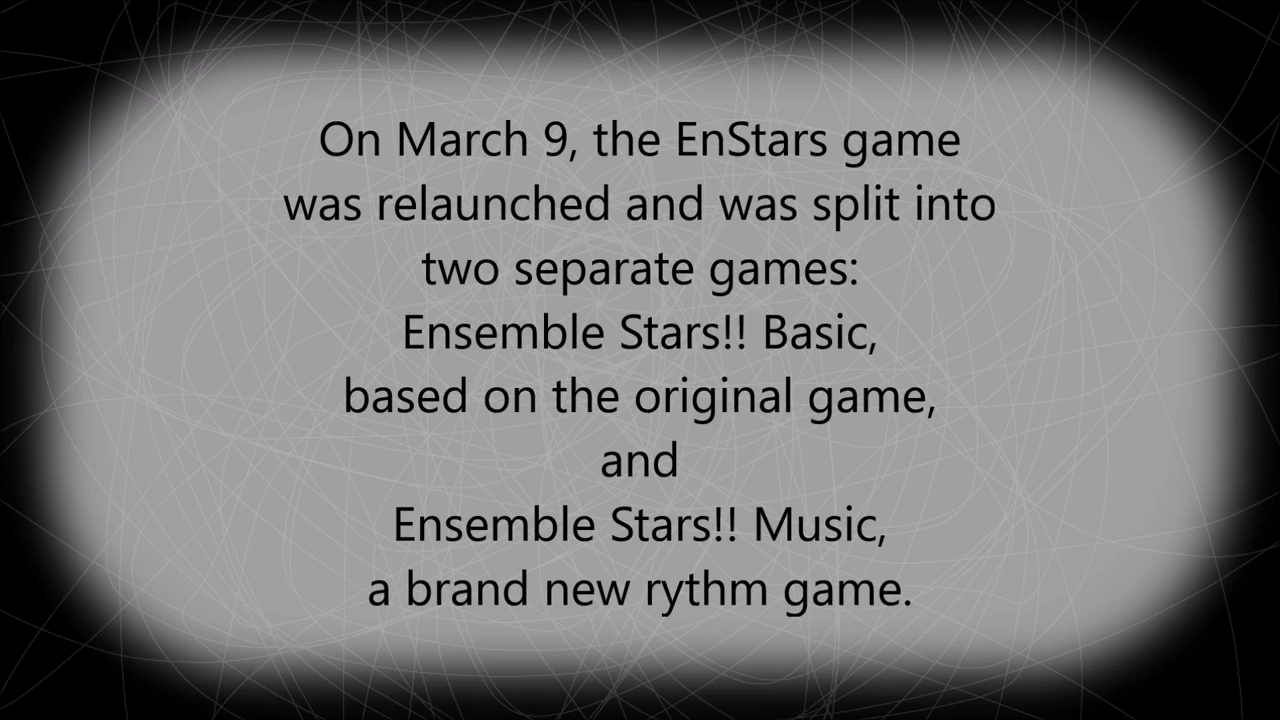 On March 9, the EnStars game
was relaunched and was split into
two separate games:
Ensemble Stars!! Basic,
based on the original game,
and
Ensemble Stars!! Music,
a brand new rythm game.